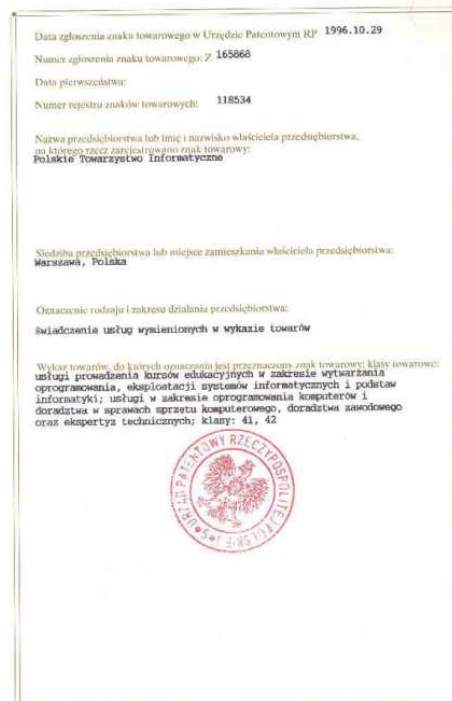 Data zgłoszenia znaku towarowego w Urzędzie Patentowym RP 1996.10.29
Numer zgłoszenia znaku towarowego: Z 165868
Data pierwszeństwa:
Numer rejestru znaków towarowych: 118534
Nazwa przedsiębiorstwa lub imię i nazwisko właściciela przedsiębiorstwa,
na którego rzecz zarejestrowano znak towarowy:
Polskie Towarzystwo Informatyczne
Siedziba przedsiębiorstwa lub miejsce zamieszkania właściciela przedsiębiorstwa:
Warszawa, Polska
Oznaczenie rodzaju i zakresu działania przedsiębiorstwa:
świadczenie usług wymienionych w wykazie towarów
Wykaz towarów, do których oznaczania jest przeznaczony znak towarowy; klasy towarowe:
usługi prowadzenia kursów edukacyjnych w zakresie wytwarzania
oprogramowania, eksploatacji systemów informatycznych i podstaw
informatyki; usługi w zakresie oprogramowania komputerów i
doradztwa w sprawach sprzętu komputerowego, doradztwa zawodowego
oraz ekspertyz technicznych; klasy: 41, 42
URZĄD PATENTOWY RZECZYPOSPOLITEJ POLSKIEJ